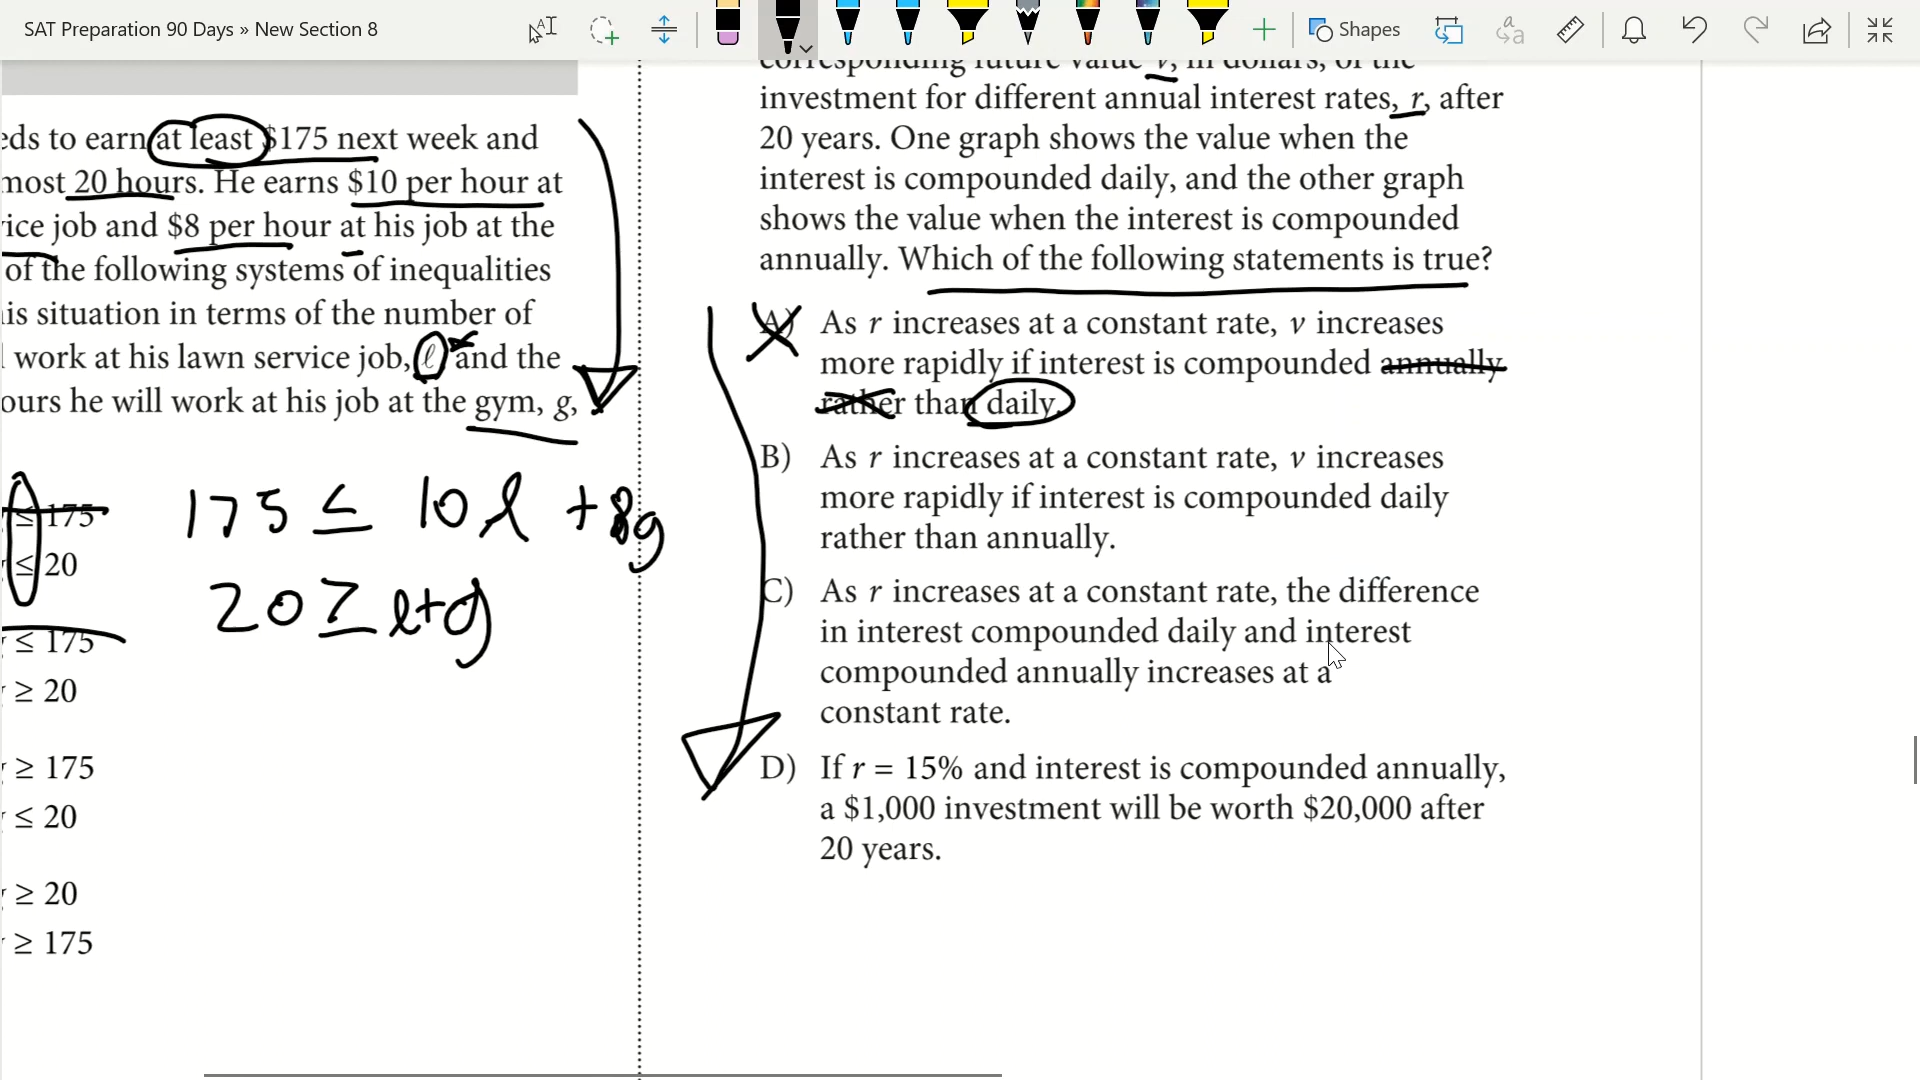 SAT Preparation 90 Days » New Section 8
Shapes
corresponding future value v, in dollars, of the
investment for different annual interest rates, r, after
20 years. One graph shows the value when the
interest is compounded daily, and the other graph
shows the value when the interest is compounded
annually. Which of the following statements is true?
A) As r increases at a constant rate, v increases
more rapidly if interest is compounded annually
rather than daily.
B) As r increases at a constant rate, v increases
more rapidly if interest is compounded daily
rather than annually.
C) As r increases at a constant rate, the difference
in interest compounded daily and interest
compounded annually increases at a
constant rate.
D) If r = 15% and interest is compounded annually,
a $1,000 investment will be worth $20,000 after
20 years.
eds to earn at least $175 next week and
most 20 hours. He earns $10 per hour at
ice job and $8 per hour at his job at the
of the following systems of inequalities
is situation in terms of the number of
work at his lawn service job, ℓ, and the
ours he will work at his job at the gym, g,
≤ 175
≤ 20
≤ 175
≥ 20
≥ 175
≤ 20
≥ 20
≥ 175
175 ≤ 10 l + 8g
20 ≥ l+g